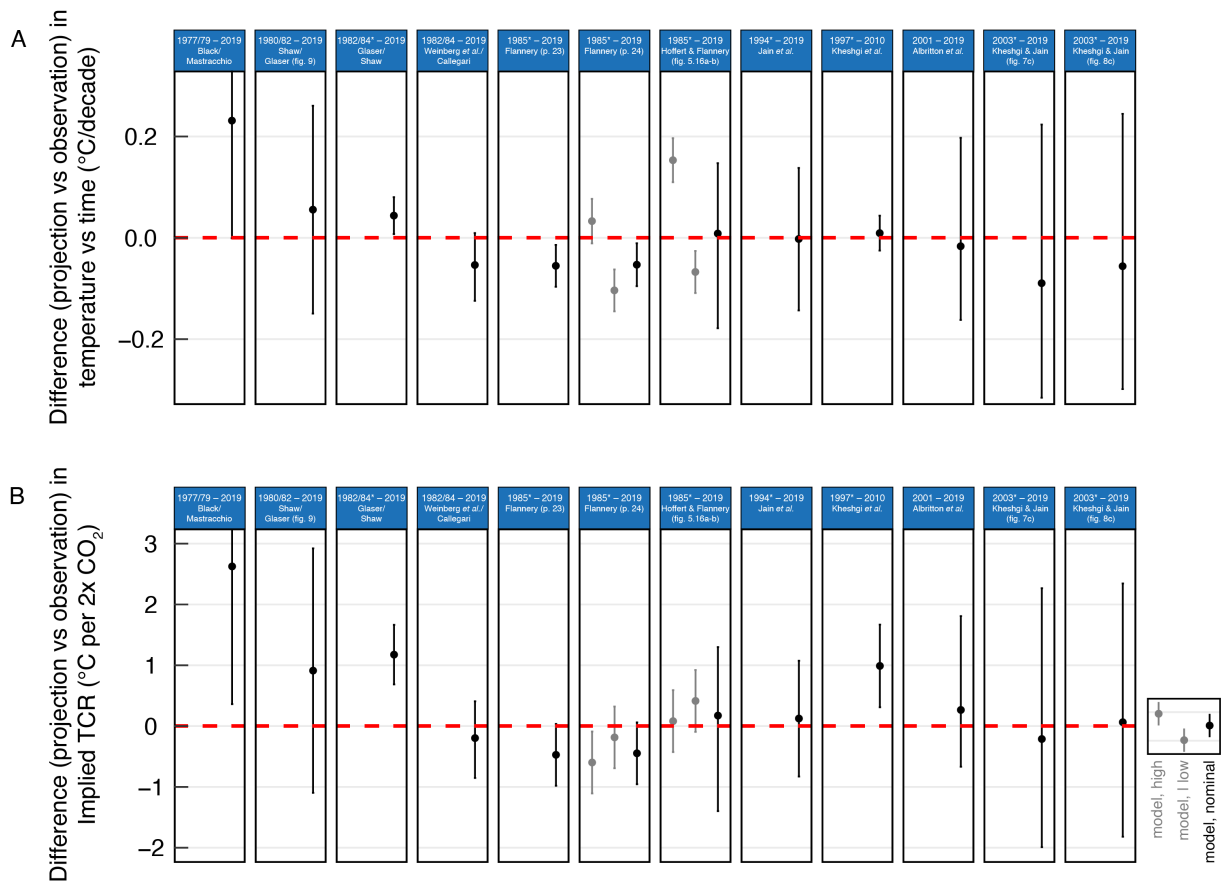 A
Difference (projection vs observation) in
temperature vs time (°C/decade)
1977/79 – 2019
Black/
Mastracchio
1980/82 – 2019
Shaw/
Glaser (fig. 9)
1982/84* – 2019
Glaser/
Shaw
1982/84 – 2019
Weinberg et al./
Callegari
1985* – 2019
Flannery (p. 23)
1985* – 2019
Flannery (p. 24)
1985* – 2019
Hoffert & Flannery
(fig. 5.16a-b)
1994* – 2019
Jain et al.
1997* – 2010
Kheshgi et al.
2001 – 2019
Albritton et al.
2003* – 2019
Kheshgi & Jain
(fig. 7c)
2003* – 2019
Kheshgi & Jain
(fig. 8c)
0.2
0.0
−0.2
B
Difference (projection vs observation) in
Implied TCR (°C per 2x CO2)
1977/79 – 2019
Black/
Mastracchio
1980/82 – 2019
Shaw/
Glaser (fig. 9)
1982/84* – 2019
Glaser/
Shaw
1982/84 – 2019
Weinberg et al./
Callegari
1985* – 2019
Flannery (p. 23)
1985* – 2019
Flannery (p. 24)
1985* – 2019
Hoffert & Flannery
(fig. 5.16a-b)
1994* – 2019
Jain et al.
1997* – 2010
Kheshgi et al.
2001 – 2019
Albritton et al.
2003* – 2019
Kheshgi & Jain
(fig. 7c)
2003* – 2019
Kheshgi & Jain
(fig. 8c)
3
2
1
0
−1
−2
model, high
model, l low
model, nominal